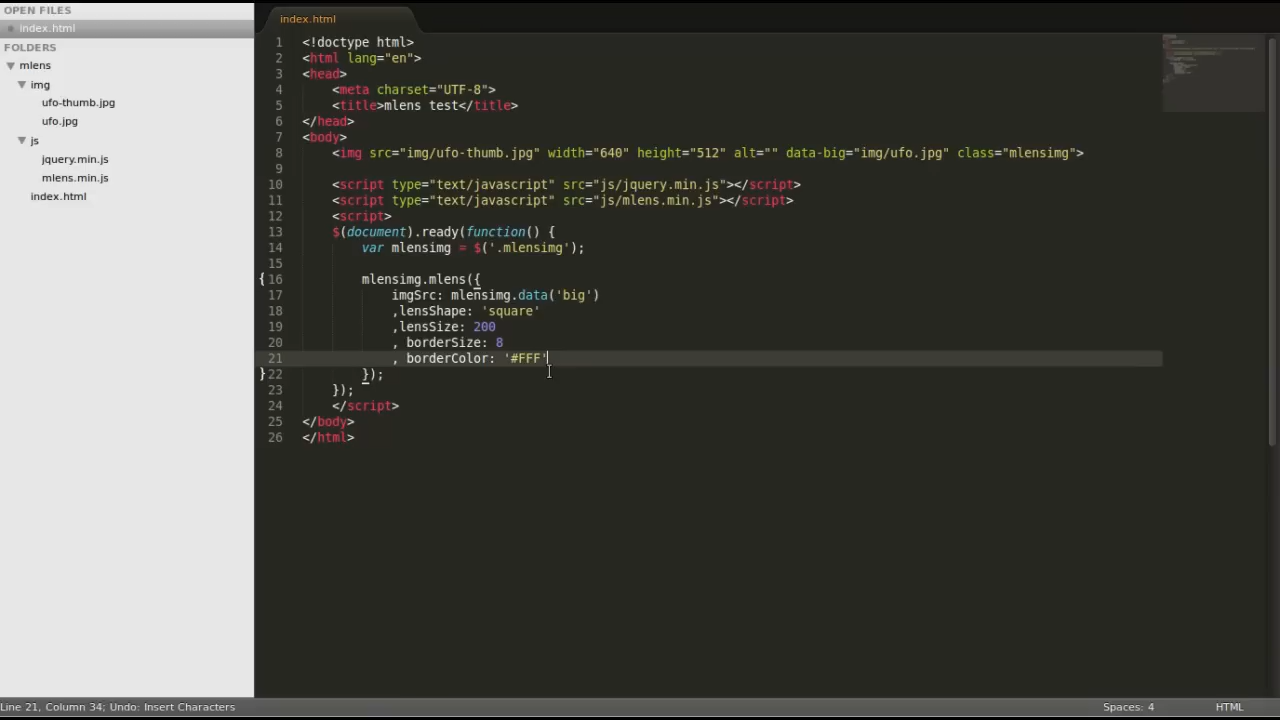 OPEN FILES
index.html
FOLDERS
mlens
img
ufo-thumb.jpg
ufo.jpg
js
jquery.min.js
mlens.min.js
index.html
index.html
1 <!doctype html>
2 <html lang="en">
3 <head>
4 <meta charset="UTF-8">
5 <title>mlens test</title>
6 </head>
7 <body>
8 <img src="img/ufo-thumb.jpg" width="640" height="512" alt="" data-big="img/ufo.jpg" class="mlensimg">
9
10 <script type="text/javascript" src="js/jquery.min.js"></script>
11 <script type="text/javascript" src="js/mlens.min.js"></script>
12 <script>
13 $(document).ready(function() {
14 var mlensimg = $('.mlensimg');
15
{ 16 mlensimg.mlens({
17 imgSrc: mlensimg.data('big')
18 ,lensShape: 'square'
19 ,lensSize: 200
20 , borderSize: 8
21 , borderColor: '#FFF'
} 22 });
23 });
24 </script>
25 </body>
26 </html>
Line 21, Column 34; Undo: Insert Characters
Spaces: 4
HTML